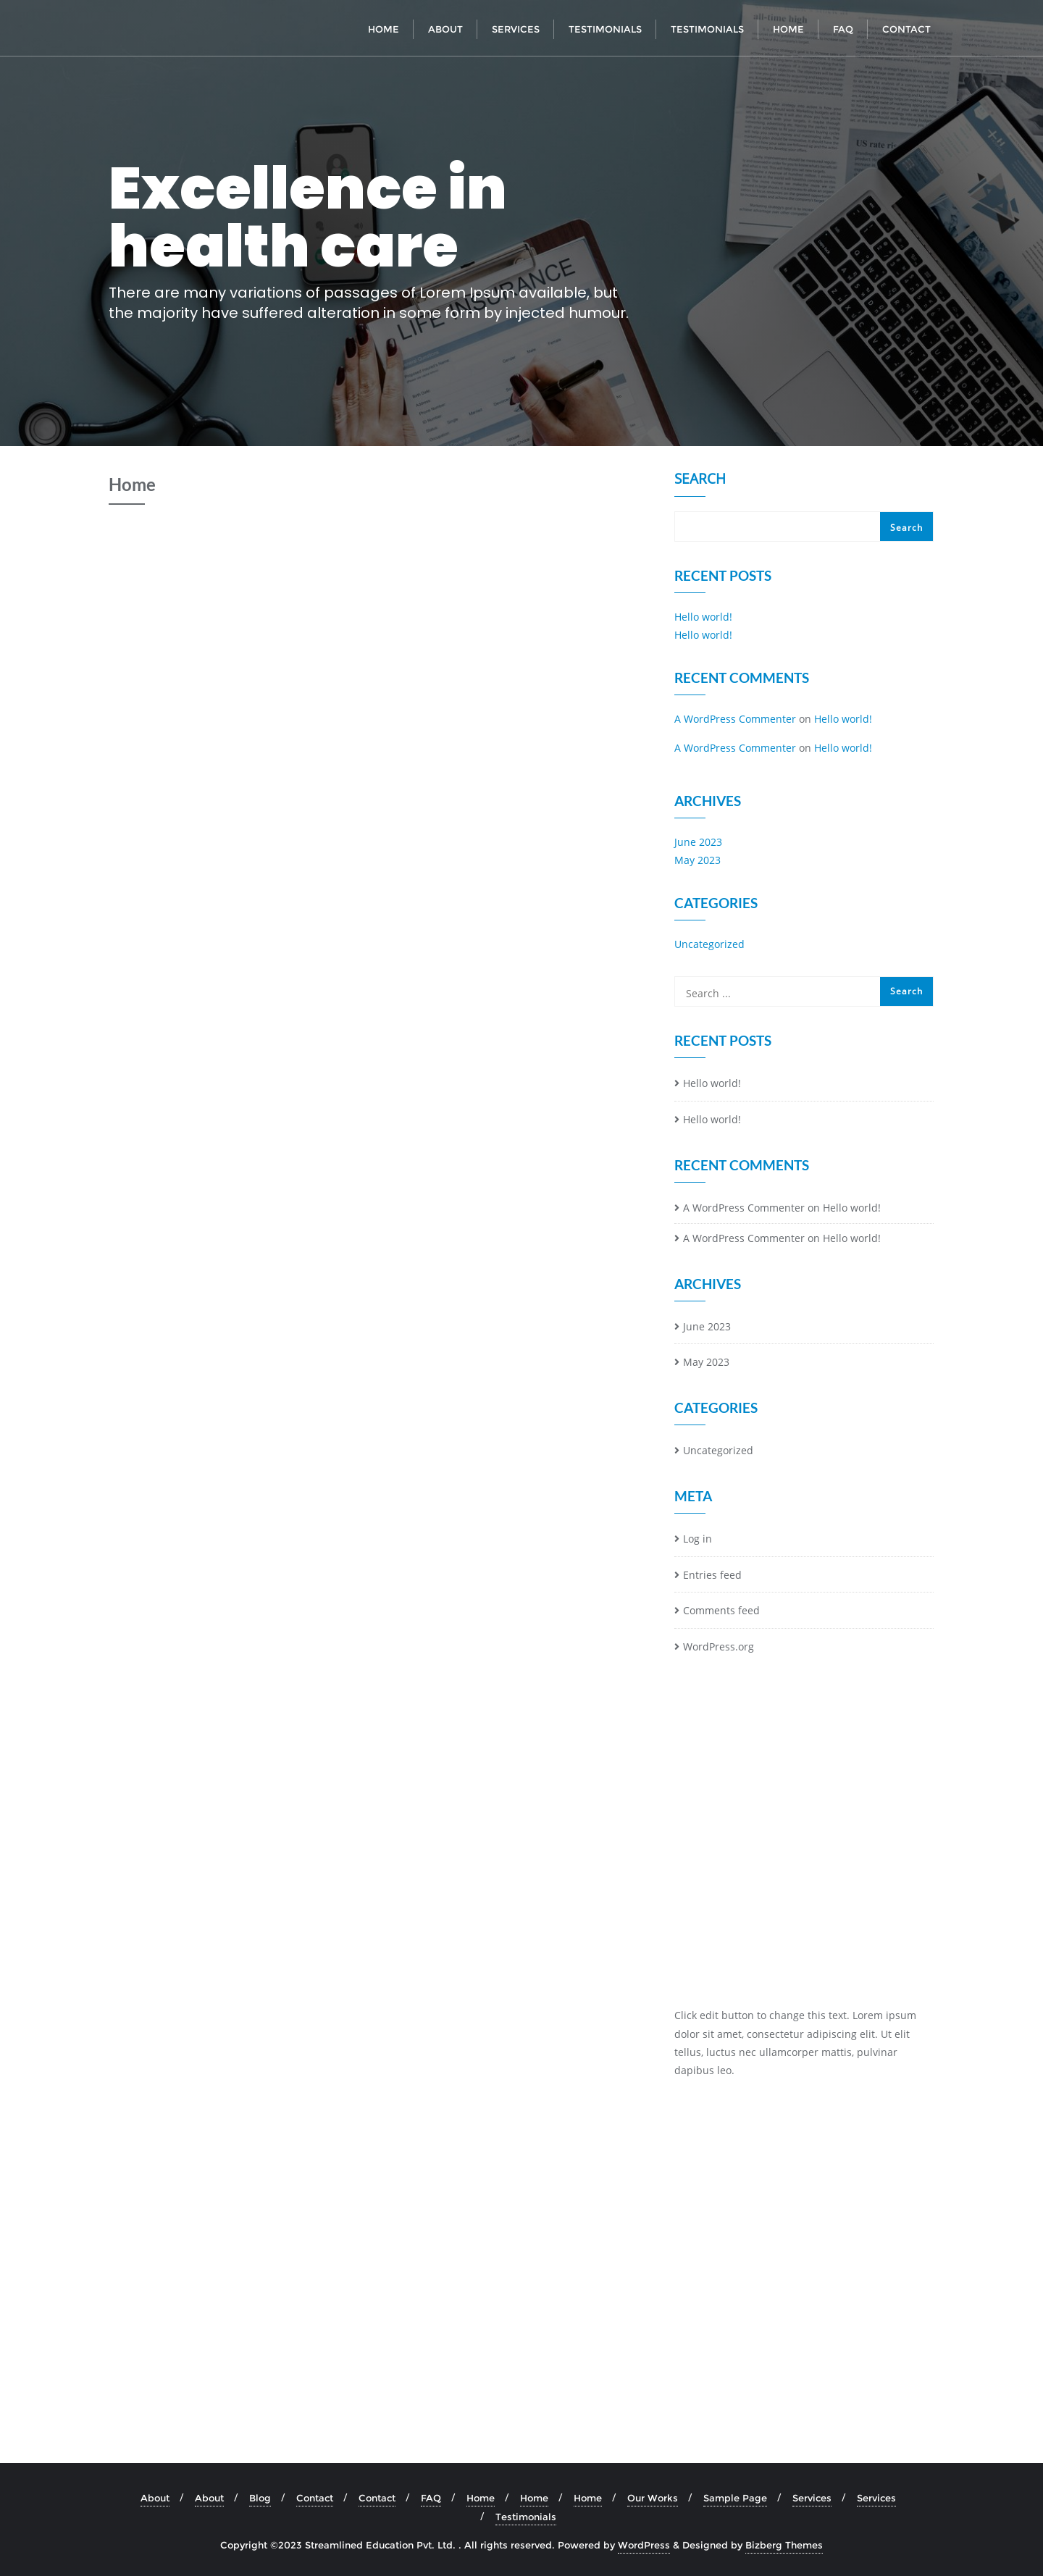 HOME
ABOUT
SERVICES
TESTIMONIALS
TESTIMONIALS
HOME
FAQ
CONTACT
all-time high
US rate
LIFE INSURANCE
Excellence in
health care
There are many variations of passages of Lorem Ipsum available, but
the majority have suffered alteration in some form by injected humour.
Home
SEARCH
Search
RECENT POSTS
Hello world!
Hello world!
RECENT COMMENTS
A WordPress Commenter on Hello world!
A WordPress Commenter on Hello world!
ARCHIVES
June 2023
May 2023
CATEGORIES
Uncategorized
Search ...
Search
RECENT POSTS
Hello world!
Hello world!
RECENT COMMENTS
A WordPress Commenter on Hello world!
A WordPress Commenter on Hello world!
ARCHIVES
June 2023
May 2023
CATEGORIES
Uncategorized
META
Log in
Entries feed
Comments feed
WordPress.org
Click edit button to change this text. Lorem ipsum
dolor sit amet, consectetur adipiscing elit. Ut elit
tellus, luctus nec ullamcorper mattis, pulvinar
dapibus leo.
About / About / Blog / Contact / Contact / FAQ / Home / Home / Home / Our Works / Sample Page / Services / Services
/ Testimonials
Copyright ©2023 Streamlined Education Pvt. Ltd. . All rights reserved. Powered by WordPress & Designed by Bizberg Themes